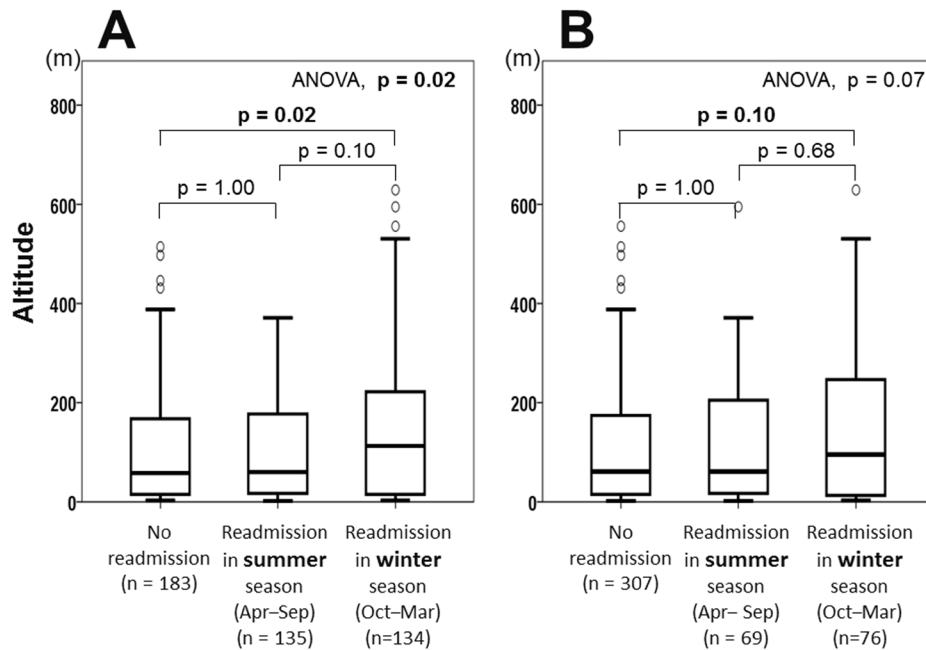 A
(m)
ANOVA, p = 0.02
800
p = 0.02
p = 0.10
p = 1.00
600
Altitude
400
200
0
No
readmission
(n = 183)
Readmission
in summer
season
(Apr–Sep)
(n = 135)
Readmission
in winter
season
(Oct–Mar)
(n=134)
B
(m)
ANOVA, p = 0.07
800
p = 0.10
p = 0.68
p = 1.00
600
400
200
0
No
readmission
(n = 307)
Readmission
in summer
season
(Apr– Sep)
(n = 69)
Readmission
in winter
season
(Oct–Mar)
(n=76)